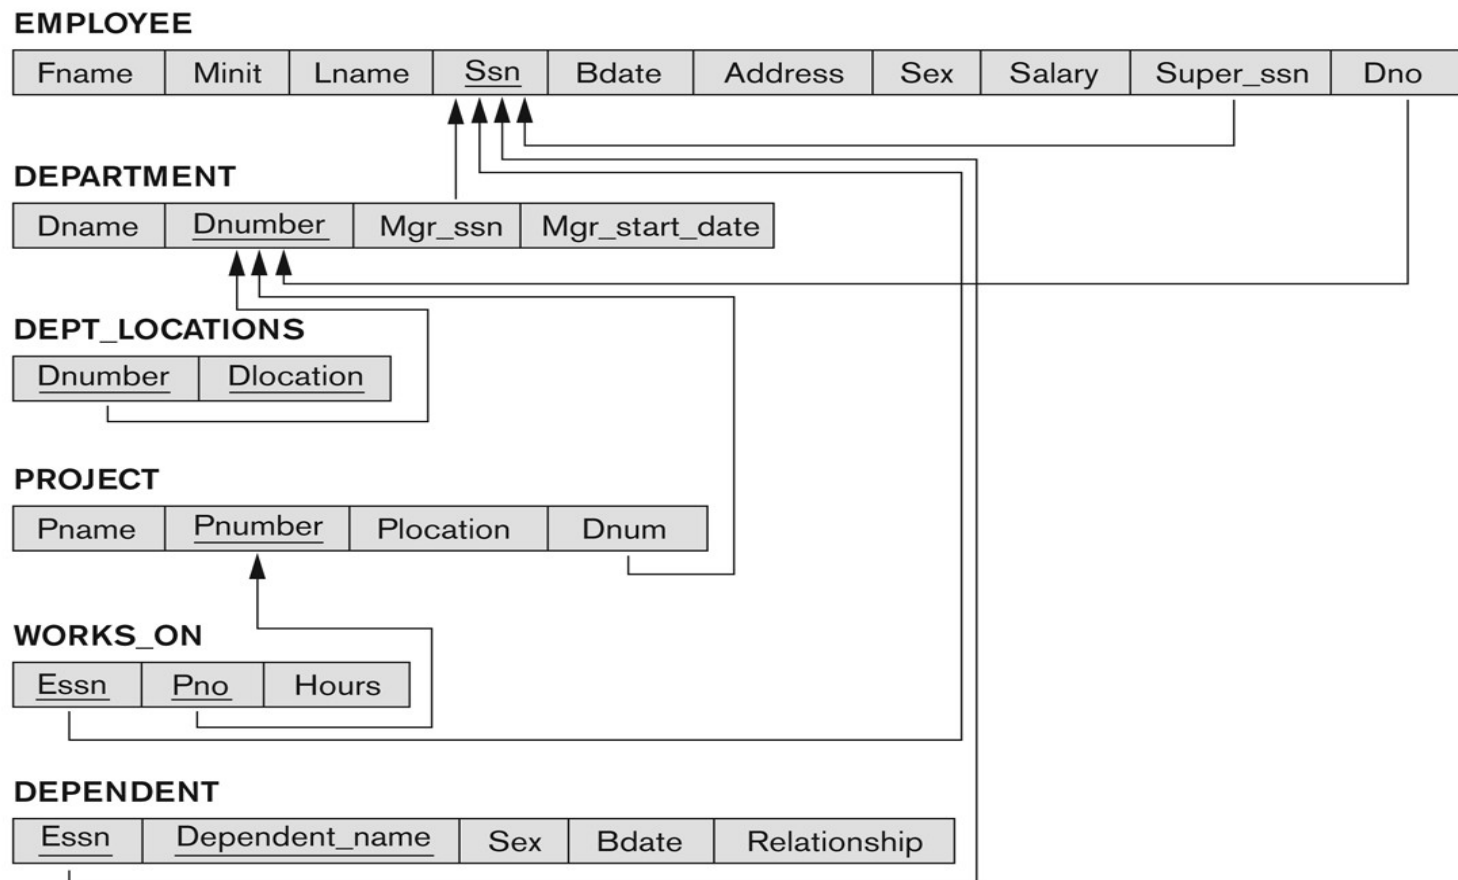 EMPLOYEE
Fname Minit Lname Ssn Bdate Address Sex Salary Super_ssn Dno
DEPARTMENT
Dname Dnumber Mgr_ssn Mgr_start_date
DEPT_LOCATIONS
Dnumber Dlocation
PROJECT
Pname Pnumber Plocation Dnum
WORKS_ON
Essn Pno Hours
DEPENDENT
Essn Dependent_name Sex Bdate Relationship